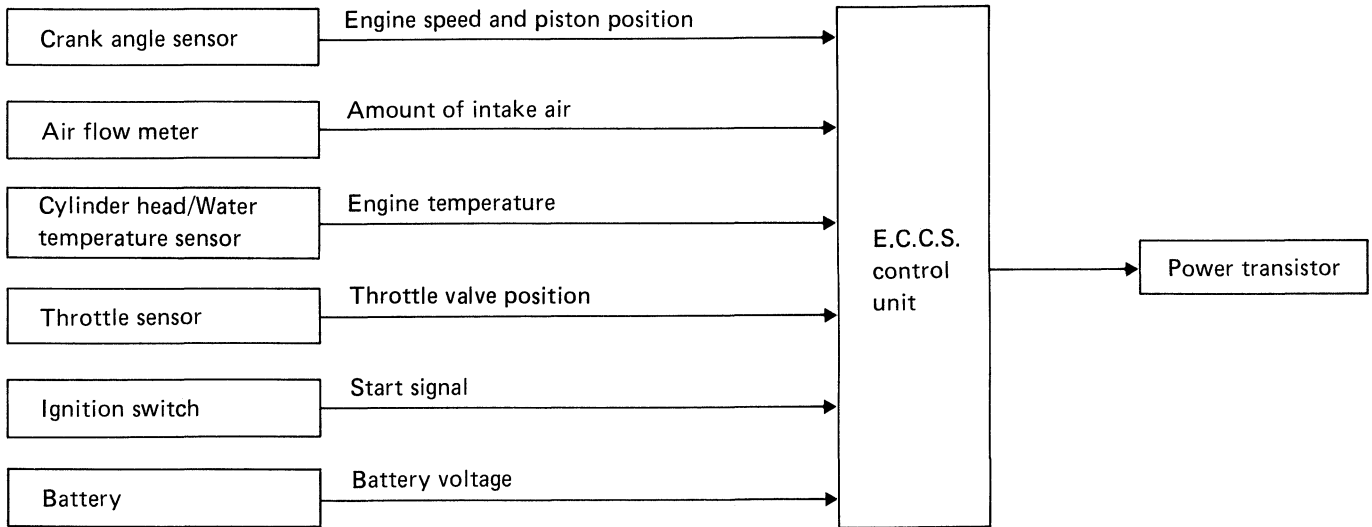 Crank angle sensor
Engine speed and piston position
Air flow meter
Amount of intake air
Cylinder head/Water
temperature sensor
Engine temperature
Throttle sensor
Throttle valve position
Ignition switch
Start signal
Battery
Battery voltage
E.C.C.S.
control
unit
Power transistor